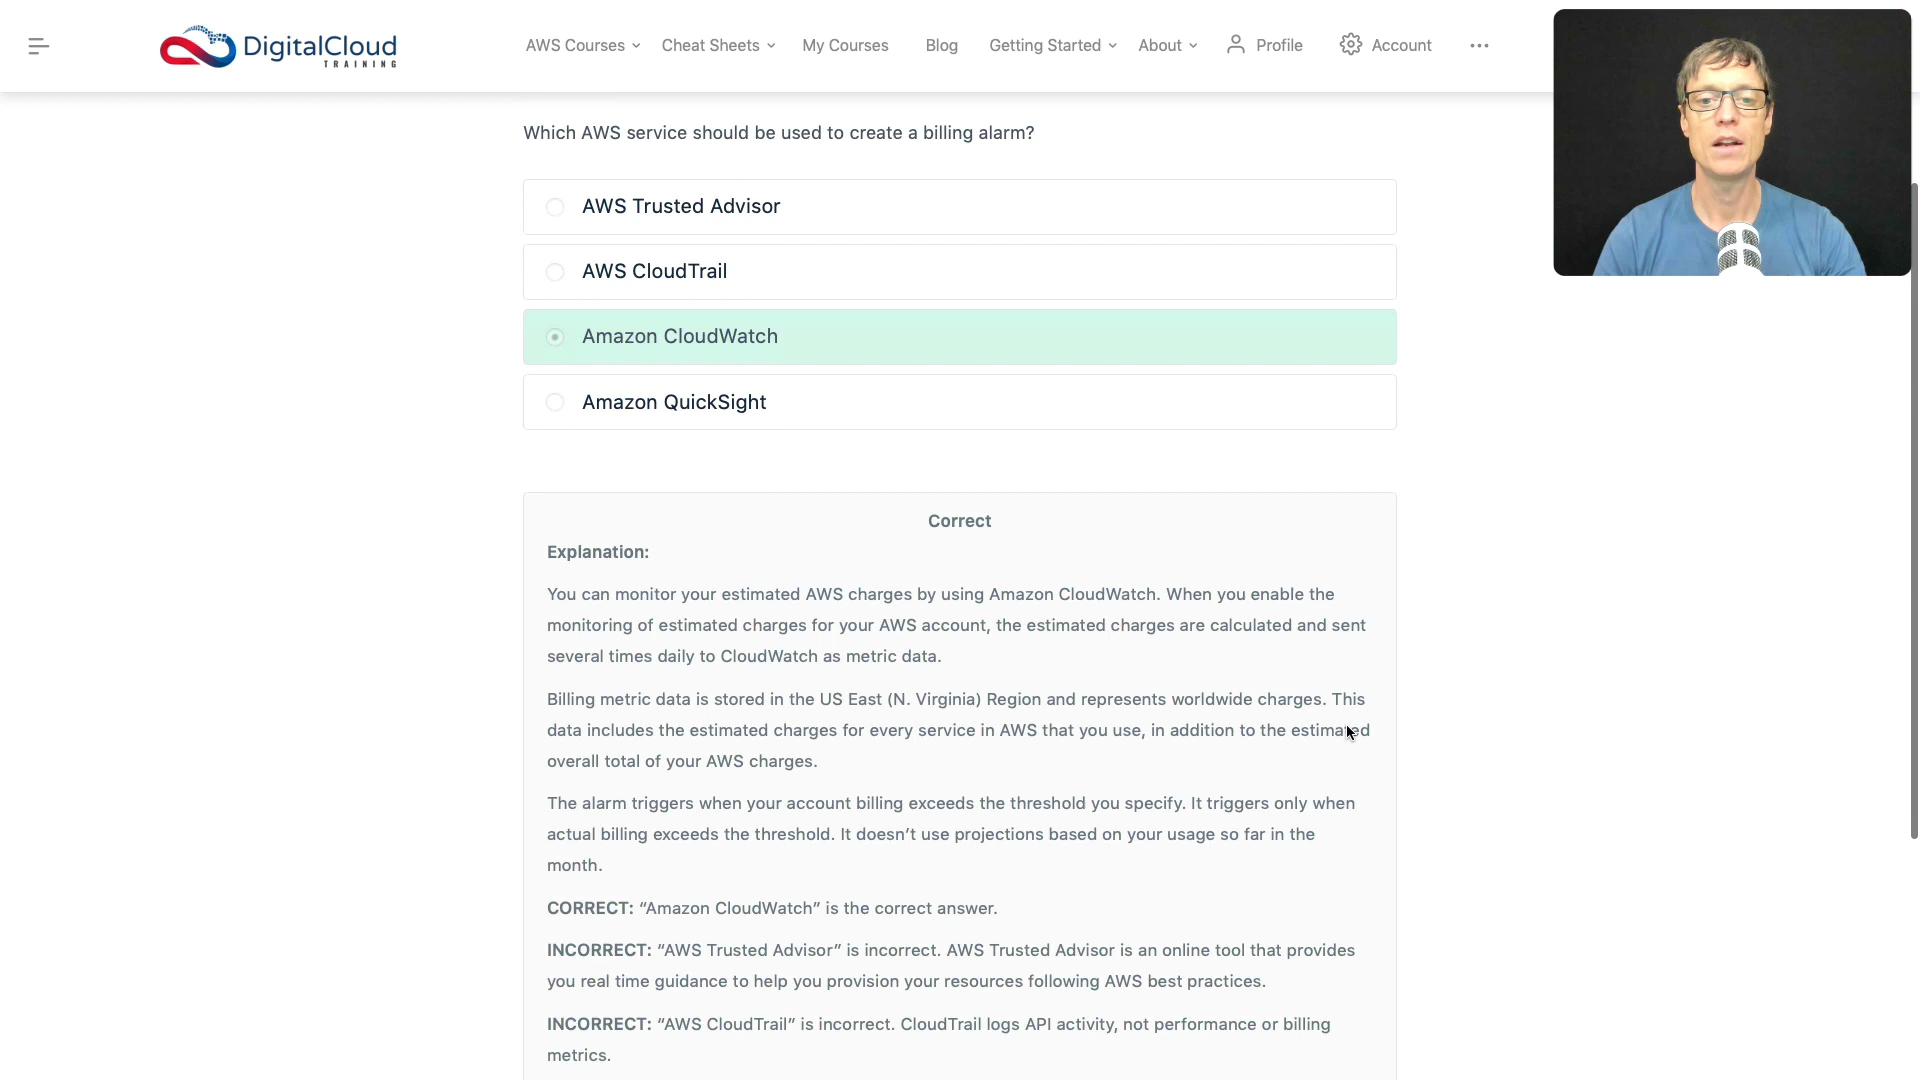 DigitalCloud
TRAINING
AWS Courses
Cheat Sheets
My Courses
Blog
Getting Started
About
Profile
Account
Which AWS service should be used to create a billing alarm?
AWS Trusted Advisor
AWS CloudTrail
Amazon CloudWatch
Amazon QuickSight
Correct
Explanation:
You can monitor your estimated AWS charges by using Amazon CloudWatch. When you enable the
monitoring of estimated charges for your AWS account, the estimated charges are calculated and sent
several times daily to CloudWatch as metric data.
Billing metric data is stored in the US East (N. Virginia) Region and represents worldwide charges. This
data includes the estimated charges for every service in AWS that you use, in addition to the estimated
overall total of your AWS charges.
The alarm triggers when your account billing exceeds the threshold you specify. It triggers only when
actual billing exceeds the threshold. It doesn’t use projections based on your usage so far in the
month.
CORRECT: “Amazon CloudWatch” is the correct answer.
INCORRECT: “AWS Trusted Advisor” is incorrect. AWS Trusted Advisor is an online tool that provides
you real time guidance to help you provision your resources following AWS best practices.
INCORRECT: “AWS CloudTrail” is incorrect. CloudTrail logs API activity, not performance or billing
metrics.